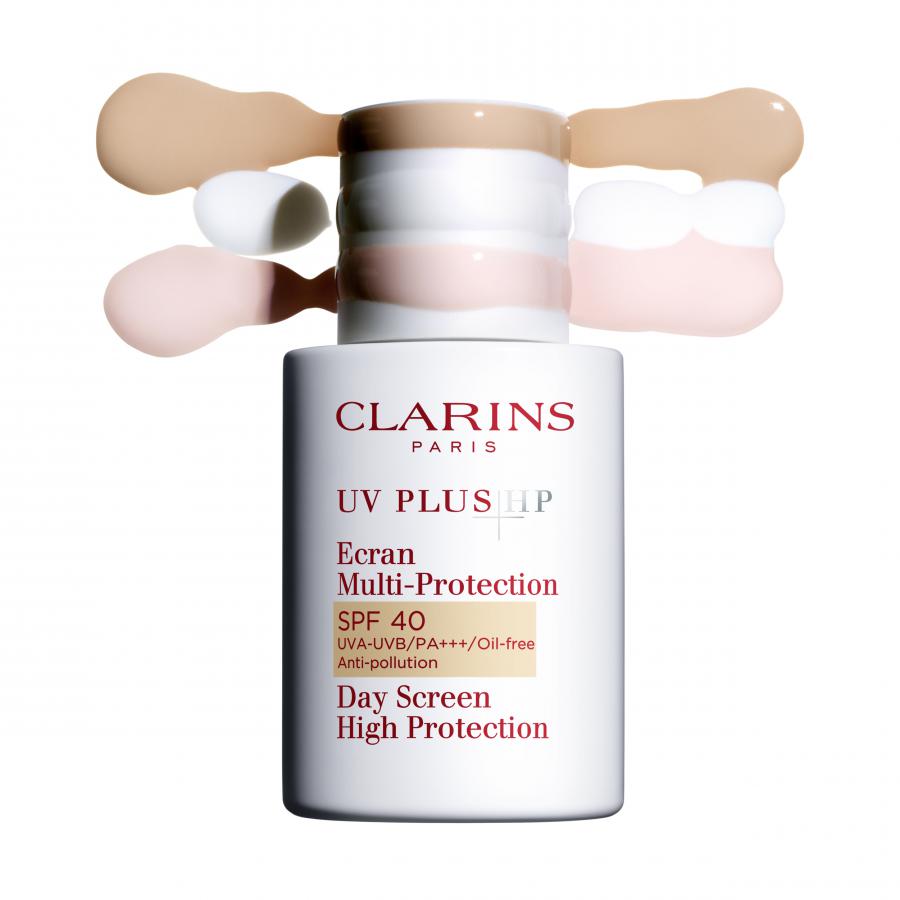 CLARINS
PARIS
UV PLUS HP
Ecran
Multi-Protection
SPF 40
UVA-UVB/PA+++/Oil-free
Anti-pollution
Day Screen
High Protection